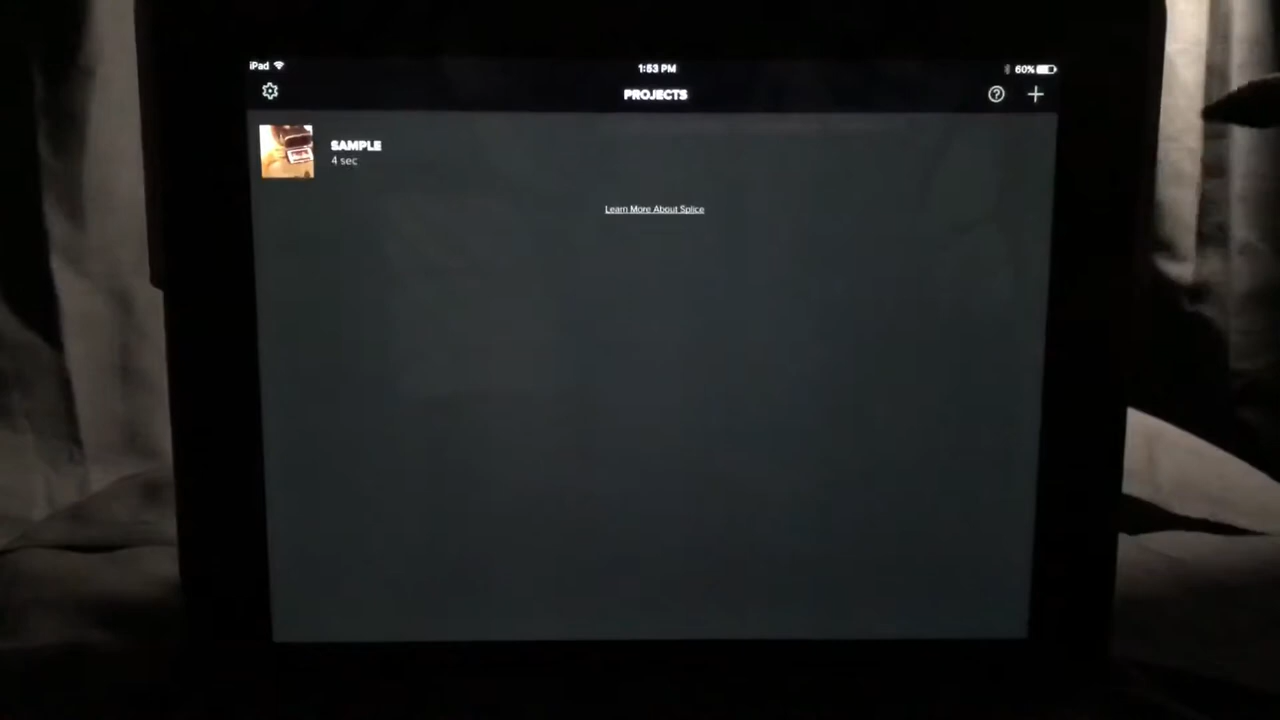 iPad
1:53 PM
60%
PROJECTS
SAMPLE
4 sec
Learn More About Splice